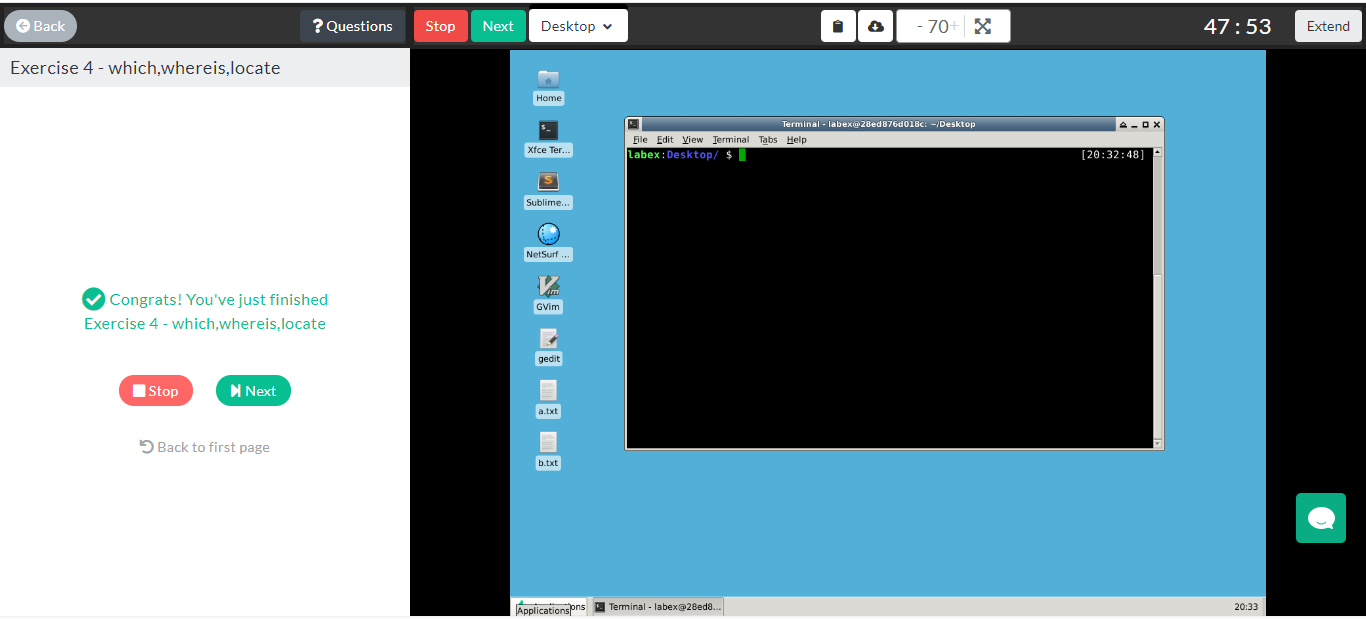 Back
? Questions
Stop
Next
Desktop
- 70+
47 : 53
Extend
Exercise 4 - which,whereis,locate
Congrats! You've just finished
Exercise 4 - which,whereis,locate
Stop
Next
Back to first page
Home
Xfce Ter...
Sublime...
NetSurf ...
GVim
gedit
a.txt
b.txt
Terminal - labex@28ed876d018c: ~/Desktop
File Edit View Terminal Tabs Help
labex:Desktop/ $ [20:32:48]
Applications
Terminal - labex@28ed8...
20:33